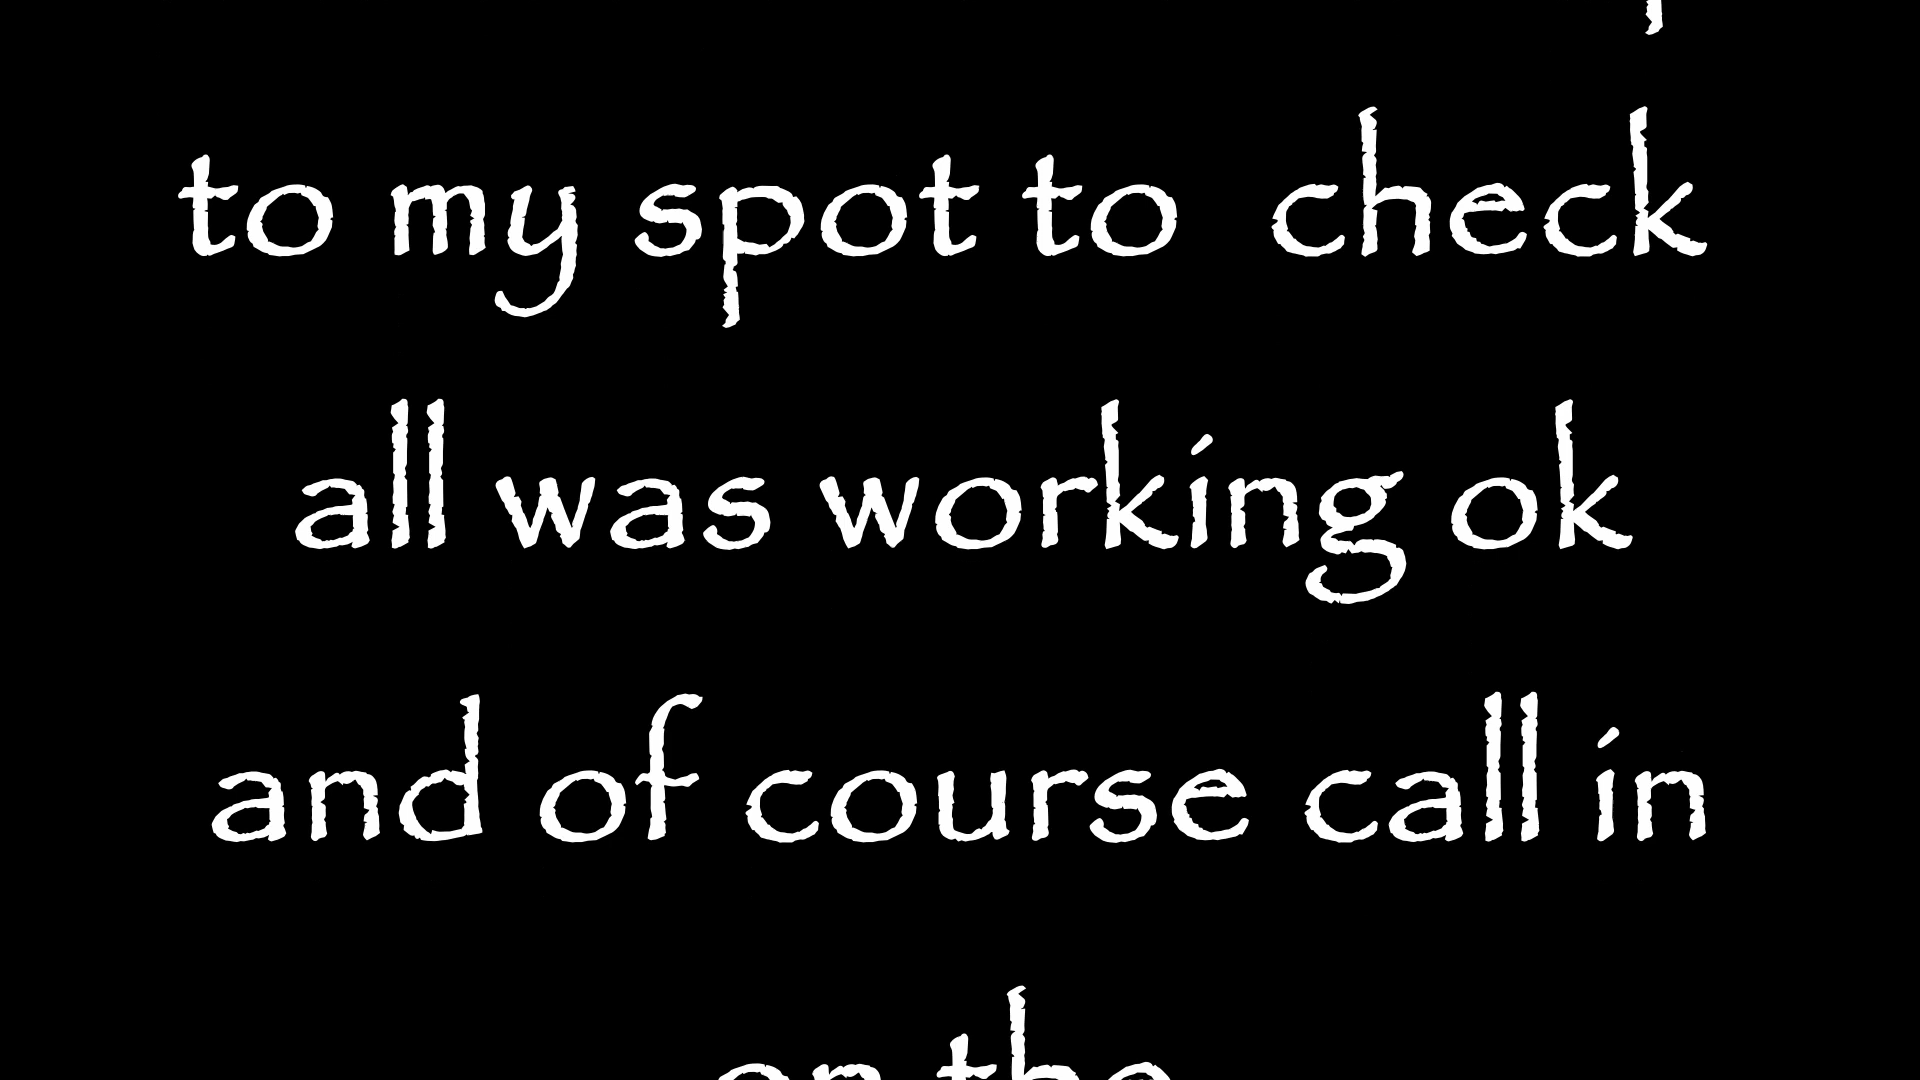 to my spot to  check
all was working ok
and of course call in
on the